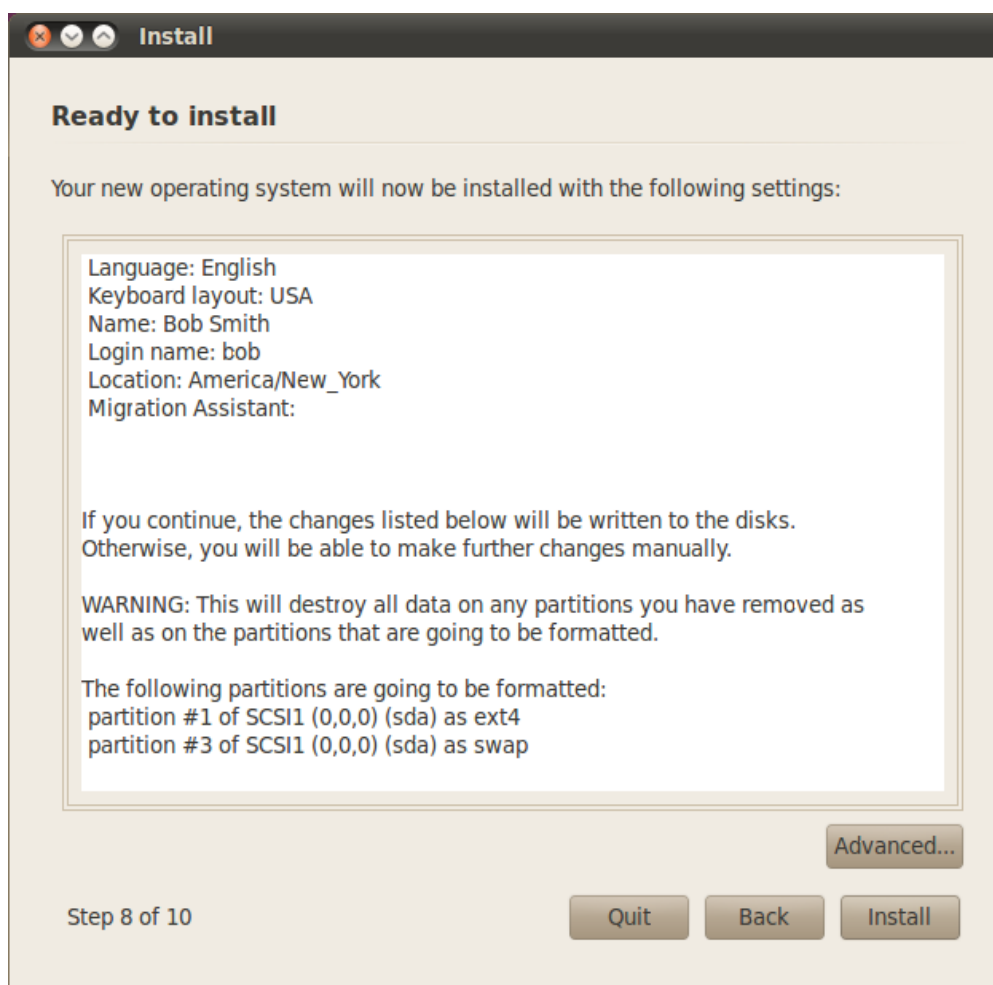 Install
Ready to install
Your new operating system will now be installed with the following settings:
Language: English
Keyboard layout: USA
Name: Bob Smith
Login name: bob
Location: America/New_York
Migration Assistant:
If you continue, the changes listed below will be written to the disks.
Otherwise, you will be able to make further changes manually.
WARNING: This will destroy all data on any partitions you have removed as
well as on the partitions that are going to be formatted.
The following partitions are going to be formatted:
partition #1 of SCSI1 (0,0,0) (sda) as ext4
partition #3 of SCSI1 (0,0,0) (sda) as swap
Advanced...
Step 8 of 10
Quit
Back
Install